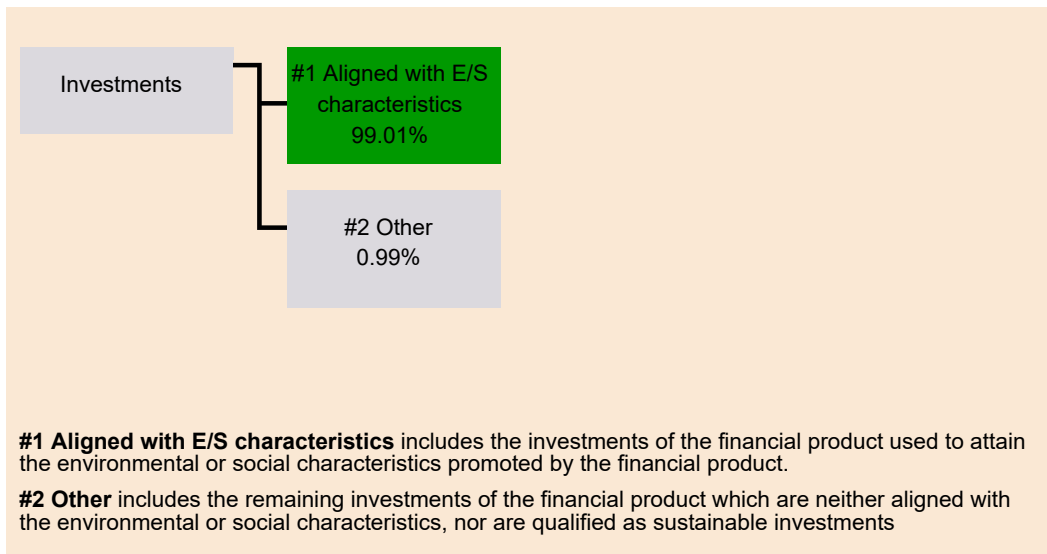 Investments
#1 Aligned with E/S
characteristics
99.01%
#2 Other
0.99%
#1 Aligned with E/S characteristics includes the investments of the financial product used to attain
the environmental or social characteristics promoted by the financial product.
#2 Other includes the remaining investments of the financial product which are neither aligned with
the environmental or social characteristics, nor are qualified as sustainable investments